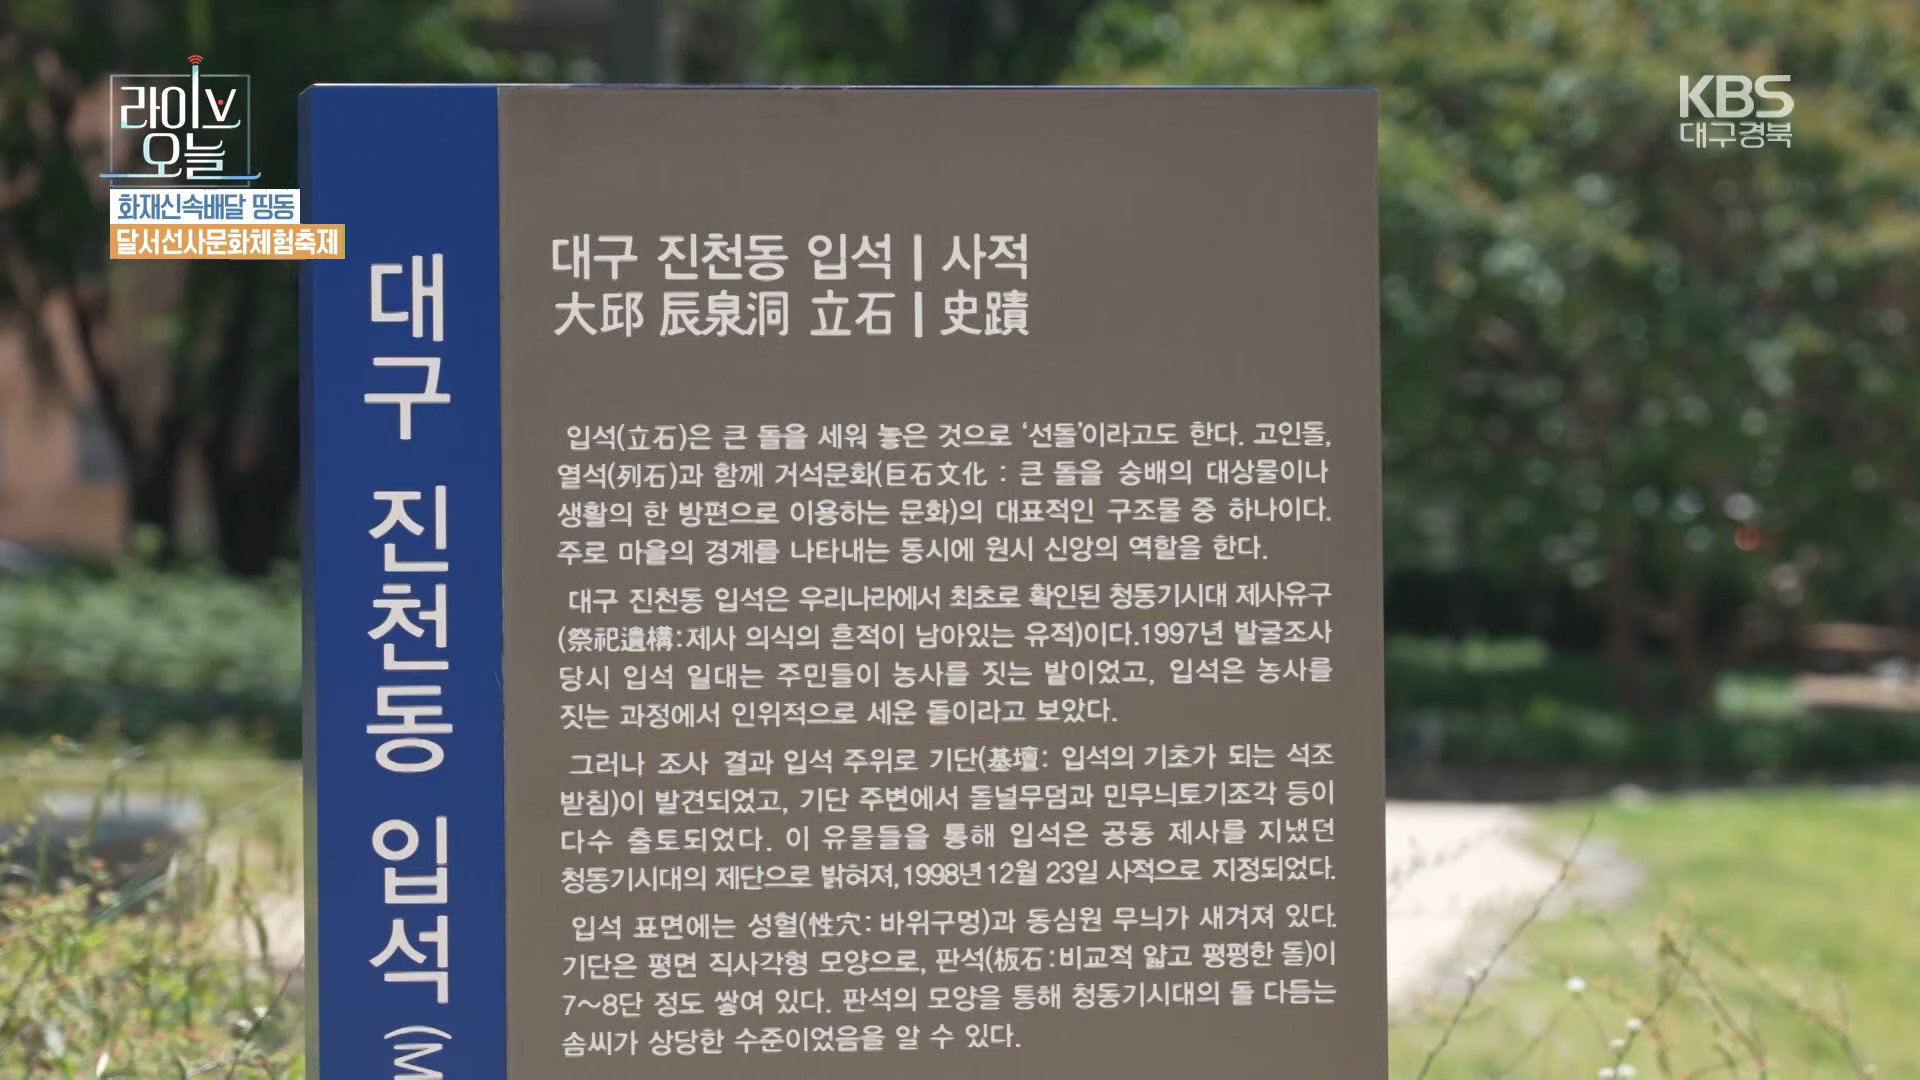 라이브
오늘
화재신속배달 띵동
달서선사문화체험축제
KBS
대구경북
대구 진천동 입석
대구 진천동 입석 | 사적
大邱 辰泉洞 立石 | 史蹟
입석(立石)은 큰 돌을 세워 놓은 것으로 ‘선돌’이라고도 한다. 고인돌,
열석(列石)과 함께 거석문화(巨石文化 : 큰 돌을 숭배의 대상물이나
생활의 한 방편으로 이용하는 문화)의 대표적인 구조물 중 하나이다.
주로 마을의 경계를 나타내는 동시에 원시 신앙의 역할을 한다.
대구 진천동 입석은 우리나라에서 최초로 확인된 청동기시대 제사유구
(祭祀遺構:제사 의식의 흔적이 남아있는 유적)이다.1997년 발굴조사
당시 입석 일대는 주민들이 농사를 짓는 밭이었고, 입석은 농사를
짓는 과정에서 인위적으로 세운 돌이라고 보았다.
그러나 조사 결과 입석 주위로 기단(基壇: 입석의 기초가 되는 석조
받침)이 발견되었고, 기단 주변에서 돌널무덤과 민무늬토기조각 등이
다수 출토되었다. 이 유물들을 통해 입석은 공동 제사를 지냈던
청동기시대의 제단으로 밝혀져,1998년12월 23일 사적으로 지정되었다.
입석 표면에는 성혈(性穴: 바위구멍)과 동심원 무늬가 새겨져 있다.
기단은 평면 직사각형 모양으로, 판석(板石:비교적 얇고 평평한 돌)이
7~8단 정도 쌓여 있다. 판석의 모양을 통해 청동기시대의 돌 다듬는
솜씨가 상당한 수준이었음을 알 수 있다.